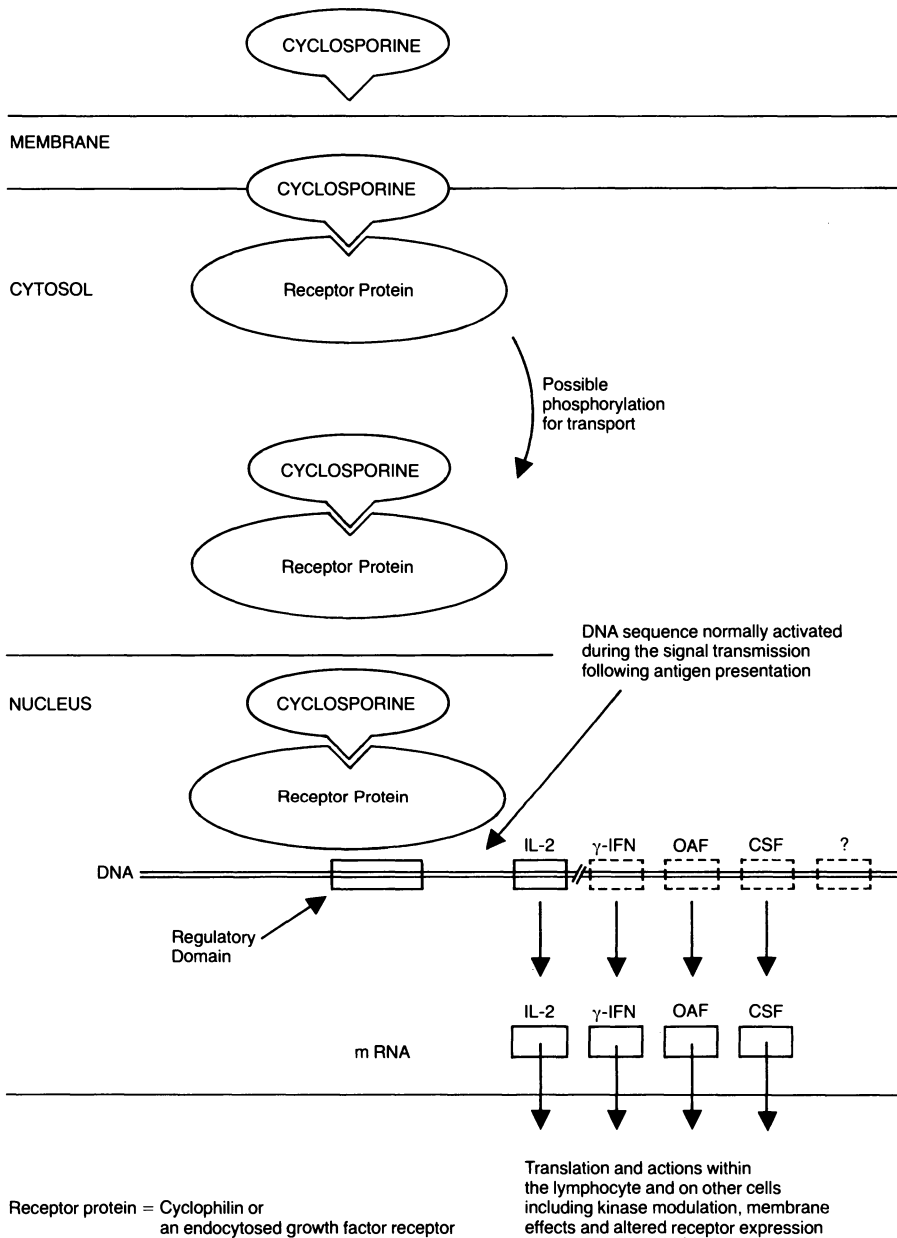 CYCLOSPORINE
MEMBRANE
CYCLOSPORINE
CYTOSOL
Receptor Protein
Possible
phosphorylation
for transport
CYCLOSPORINE
Receptor Protein
DNA sequence normally activated
during the signal transmission
following antigen presentation
NUCLEUS
CYCLOSPORINE
Receptor Protein
IL-2 γ-IFN OAF CSF ?
DNA
Regulatory
Domain
IL-2 γ-IFN OAF CSF
m RNA
Translation and actions within
the lymphocyte and on other cells
including kinase modulation, membrane
effects and altered receptor expression
Receptor protein = Cyclophilin or
an endocytosed growth factor receptor